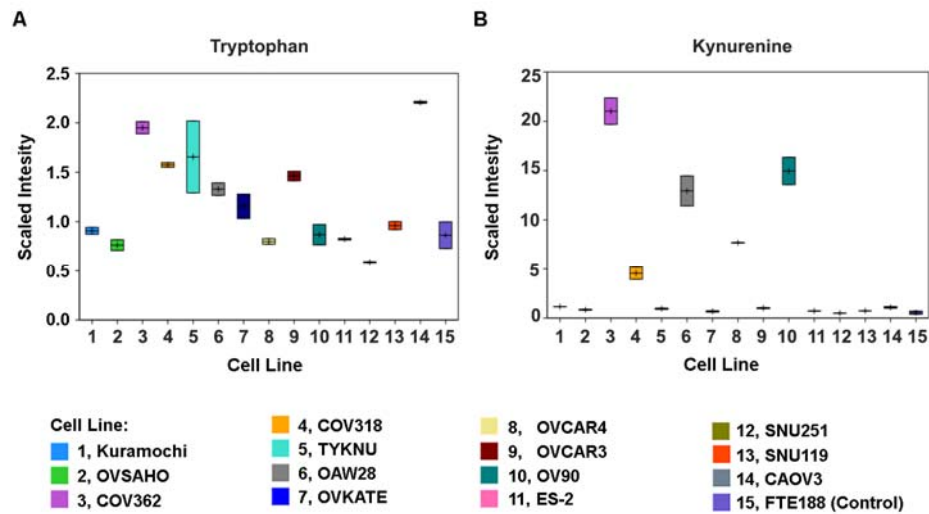 A
B
Tryptophan
Kynurenine
2.5
2.0
1.5
1.0
0.5
0.0
Scaled Intesity
1 2 3 4 5 6 7 8 9 10 11 12 13 14 15
Cell Line
25
20
15
10
5
0
Scaled Intesity
1 2 3 4 5 6 7 8 9 10 11 12 13 14 15
Cell Line
Cell Line:
1, Kuramochi
2, OVSAHO
3, COV362
4, COV318
5, TYKNU
6, OAW28
7, OVKATE
8, OVCAR4
9, OVCAR3
10, OV90
11, ES-2
12, SNU251
13, SNU119
14, CAOV3
15, FTE188 (Control)